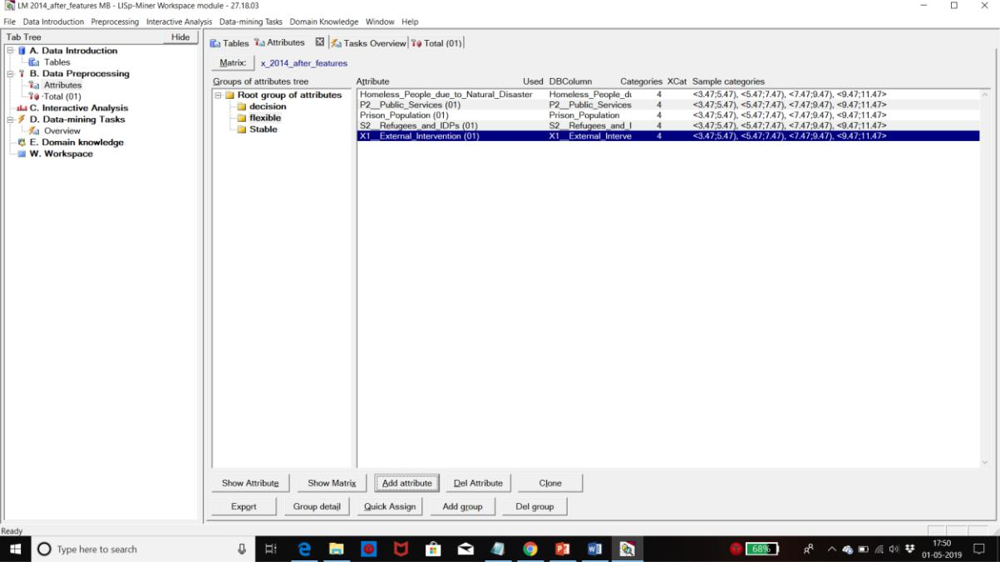 LM 2014_after_features MB - LISp-Miner Workspace module - 27.18.03
File Data Introduction Preprocessing Interactive Analysis Data-mining Tasks Domain Knowledge Window Help
Tab Tree Hide
A. Data Introduction
Tables
B. Data Preprocessing
Attributes
Total (01)
C. Interactive Analysis
D. Data-mining Tasks
Overview
E. Domain knowledge
W. Workspace
Tables Attributes Tasks Overview Total (01)
Matrix: x_2014_after_features
Groups of attributes tree
Root group of attributes
decision
flexible
Stable
Attribute Used DBColumn Categories XCat Sample categories
Homeless_People_due_to_Natural_Disaster Homeless_People_du 4 <3.47;5.47), <5.47;7.47), <7.47;9.47), <9.47;11.47>
P2__Public_Services (01) P2__Public_Services 4 <3.47;5.47), <5.47;7.47), <7.47;9.47), <9.47;11.47>
Prison_Population (01) Prison_Population 4 <3.47;5.47), <5.47;7.47), <7.47;9.47), <9.47;11.47>
S2__Refugees_and_IDPs (01) S2__Refugees_and_I 4 <3.47;5.47), <5.47;7.47), <7.47;9.47), <9.47;11.47>
X1__External_Intervention (01) X1__External_Interve 4 <3.47;5.47), <5.47;7.47), <7.47;9.47), <9.47;11.47>
Show Attribute Show Matrix Add attribute Del Attribute Clone
Export Group detail Quick Assign Add group Del group
Ready
Type here to search
68%
17:50
01-05-2019